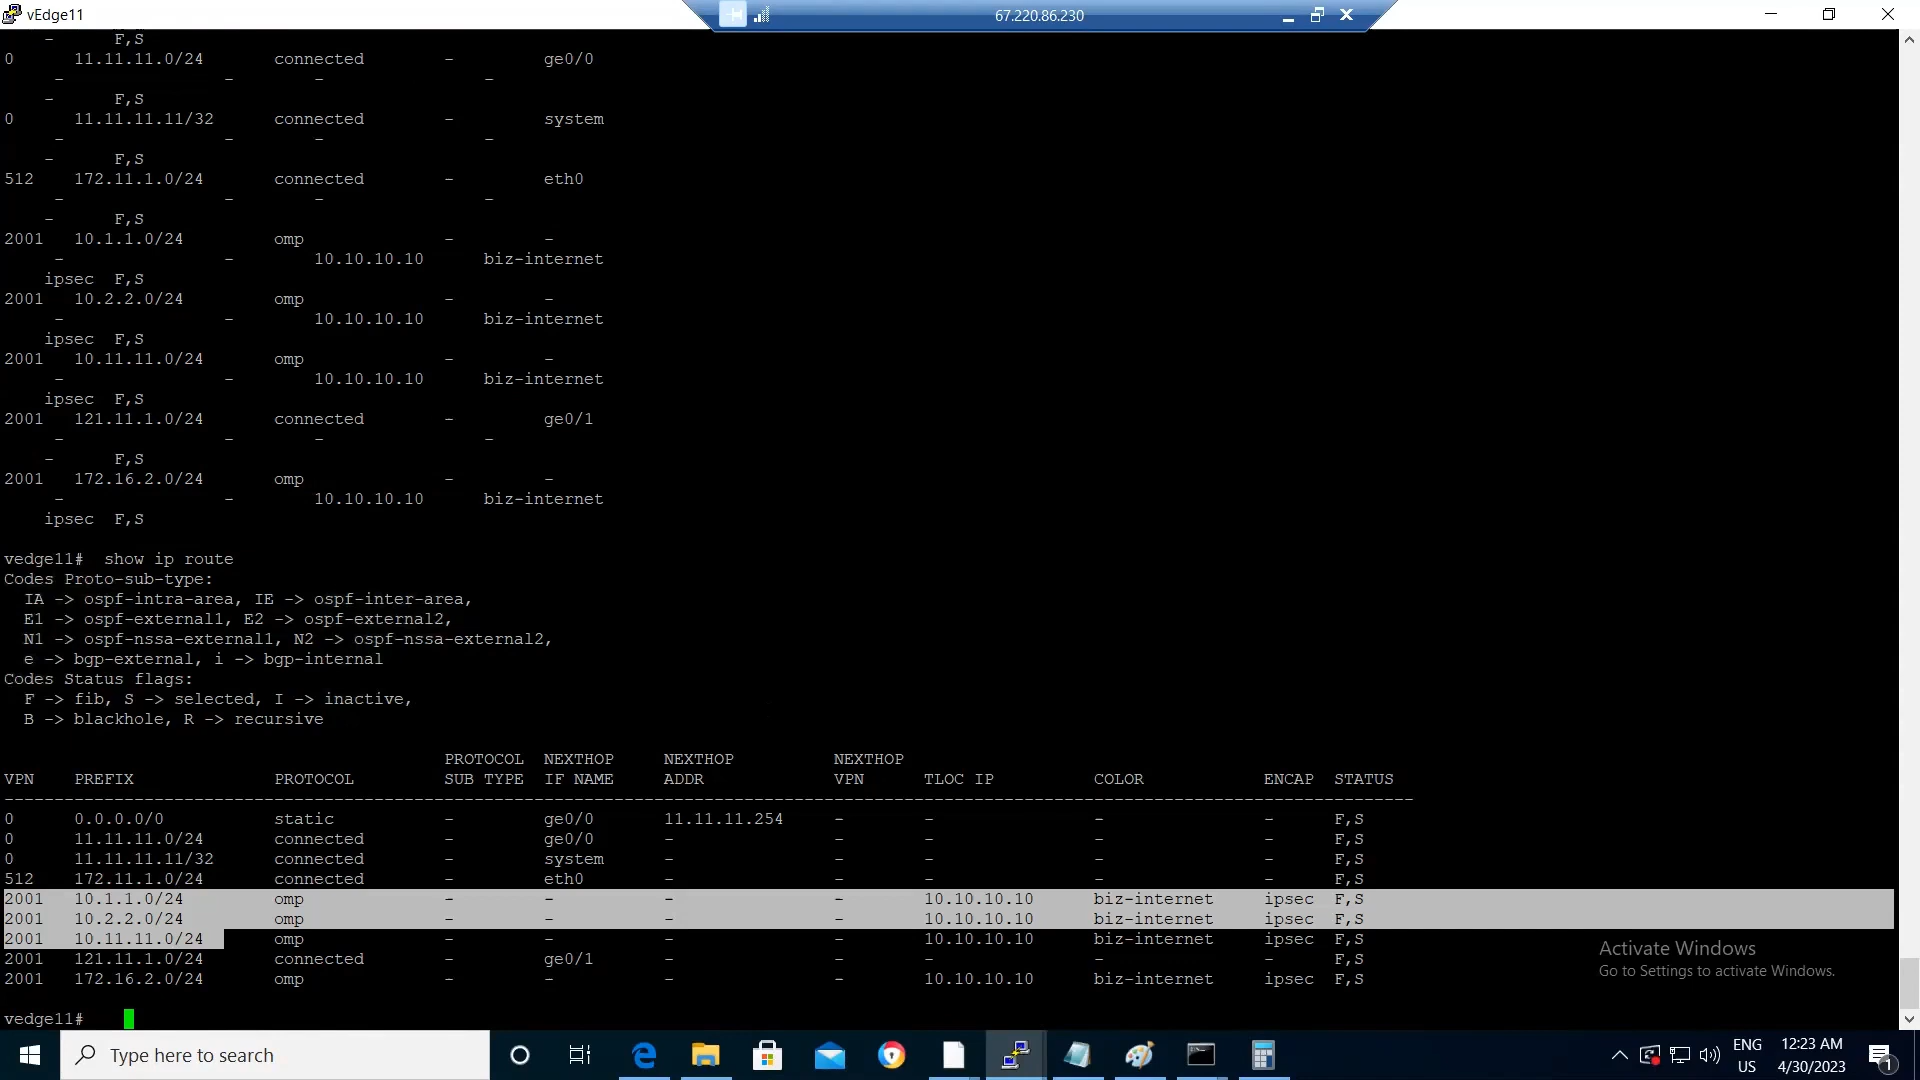 vEdge11
67.220.86.230
- F,S
0 11.11.11.0/24 connected - ge0/0
- - - -
- F,S
0 11.11.11.11/32 connected - system
- - - -
- F,S
512 172.11.1.0/24 connected - eth0
- - - -
- F,S
2001 10.1.1.0/24 omp - -
- - 10.10.10.10 biz-internet
ipsec F,S
2001 10.2.2.0/24 omp - -
- - 10.10.10.10 biz-internet
ipsec F,S
2001 10.11.11.0/24 omp - -
- - 10.10.10.10 biz-internet
ipsec F,S
2001 121.11.1.0/24 connected - ge0/1
- - - -
- F,S
2001 172.16.2.0/24 omp - -
- - 10.10.10.10 biz-internet
ipsec F,S
vedge11# show ip route
Codes Proto-sub-type:
IA -> ospf-intra-area, IE -> ospf-inter-area,
E1 -> ospf-external1, E2 -> ospf-external2,
N1 -> ospf-nssa-external1, N2 -> ospf-nssa-external2,
e -> bgp-external, i -> bgp-internal
Codes Status flags:
F -> fib, S -> selected, I -> inactive,
B -> blackhole, R -> recursive
PROTOCOL NEXTHOP NEXTHOP NEXTHOP
VPN PREFIX PROTOCOL SUB TYPE IF NAME ADDR VPN TLOC IP COLOR ENCAP STATUS
---------------------------------------------------------------------------------------------------------------------------------------------
0 0.0.0.0/0 static - ge0/0 11.11.11.254 - - - - F,S
0 11.11.11.0/24 connected - ge0/0 - - - - - F,S
0 11.11.11.11/32 connected - system - - - - - F,S
512 172.11.1.0/24 connected - eth0 - - - - - F,S
2001 10.1.1.0/24 omp - - - - 10.10.10.10 biz-internet ipsec F,S
2001 10.2.2.0/24 omp - - - - 10.10.10.10 biz-internet ipsec F,S
2001 10.11.11.0/24 omp - - - - 10.10.10.10 biz-internet ipsec F,S
2001 121.11.1.0/24 connected - ge0/1 - - - - - F,S
2001 172.16.2.0/24 omp - - - - 10.10.10.10 biz-internet ipsec F,S
vedge11#
Activate Windows
Go to Settings to activate Windows.
Type here to search
ENG
US
12:23 AM
4/30/2023
1